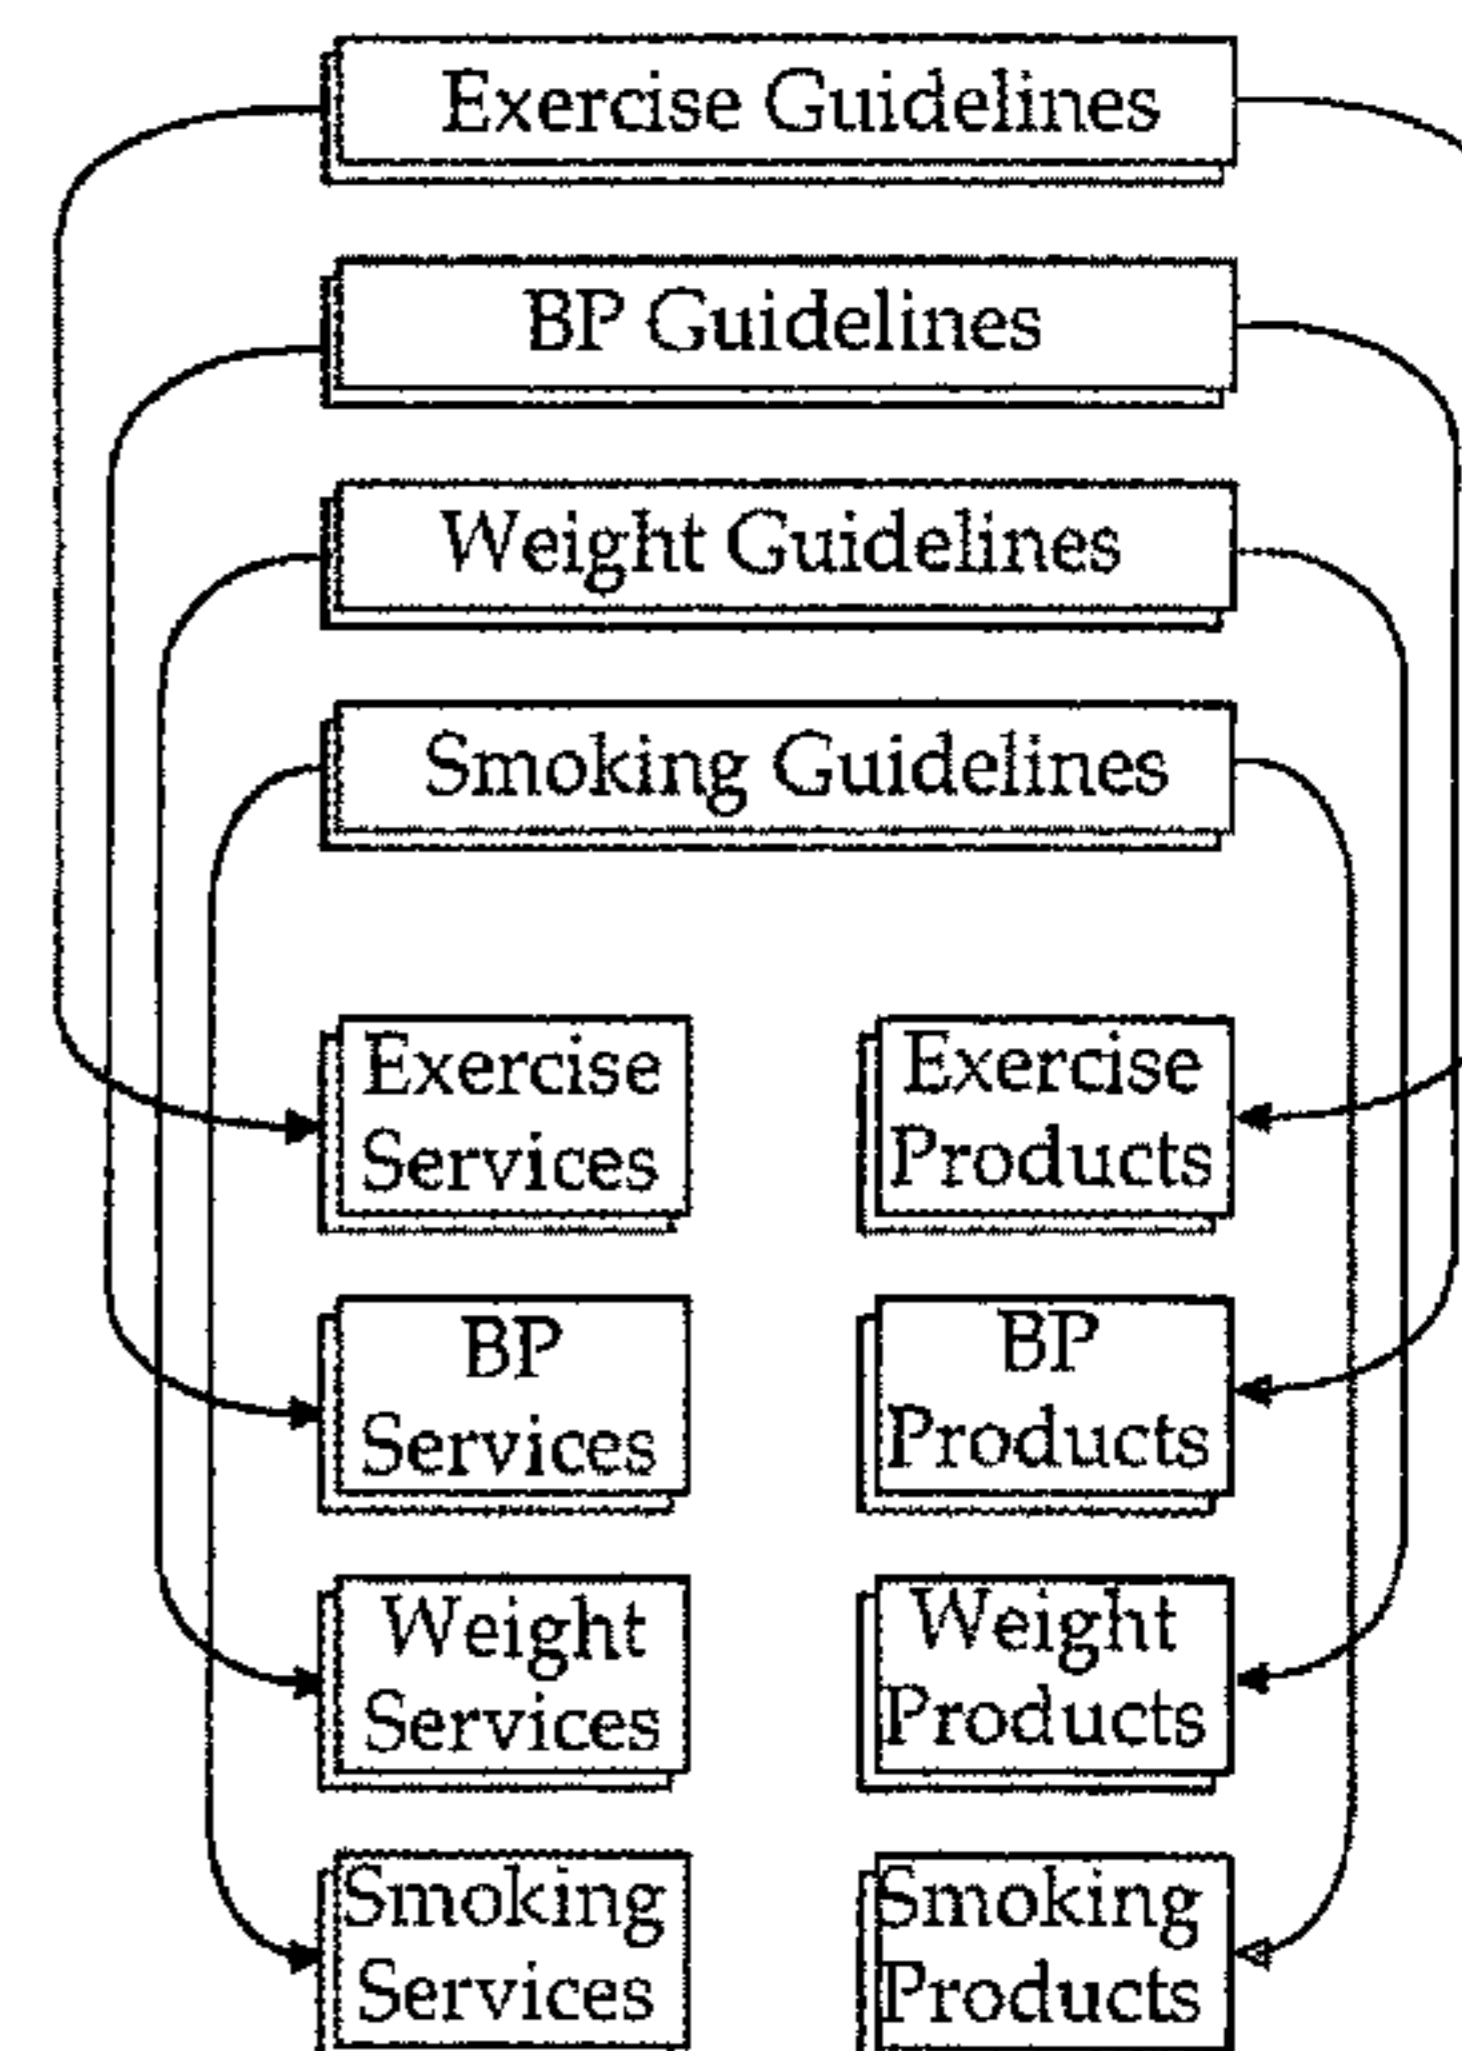 Exercise Guidelines
BP Guidelines
Weight Guidelines
Smoking Guidelines
Exercise
Services
Exercise
Products
BP
Services
BP
Products
Weight
Services
Weight
Products
Smoking
Services
Smoking
Products